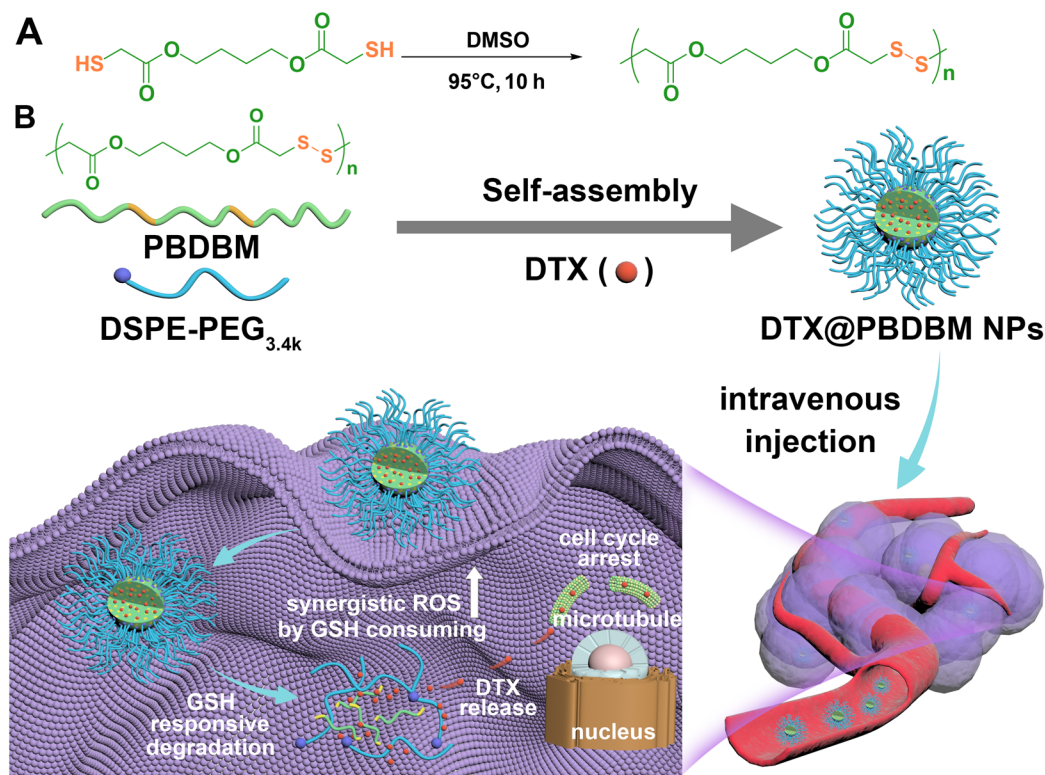 A
HS
O
O
O
O
SH
DMSO
95°C, 10 h
O
O
O
O
S
S
n
B
O
O
O
O
S
S
n
PBDBM
DSPE-PEG3.4k
Self-assembly
DTX ( )
DTX@PBDBM NPs
intravenous
injection
cell cycle
arrest
microtubule
synergistic ROS
by GSH consuming
DTX
release
nucleus
GSH
responsive
degradation